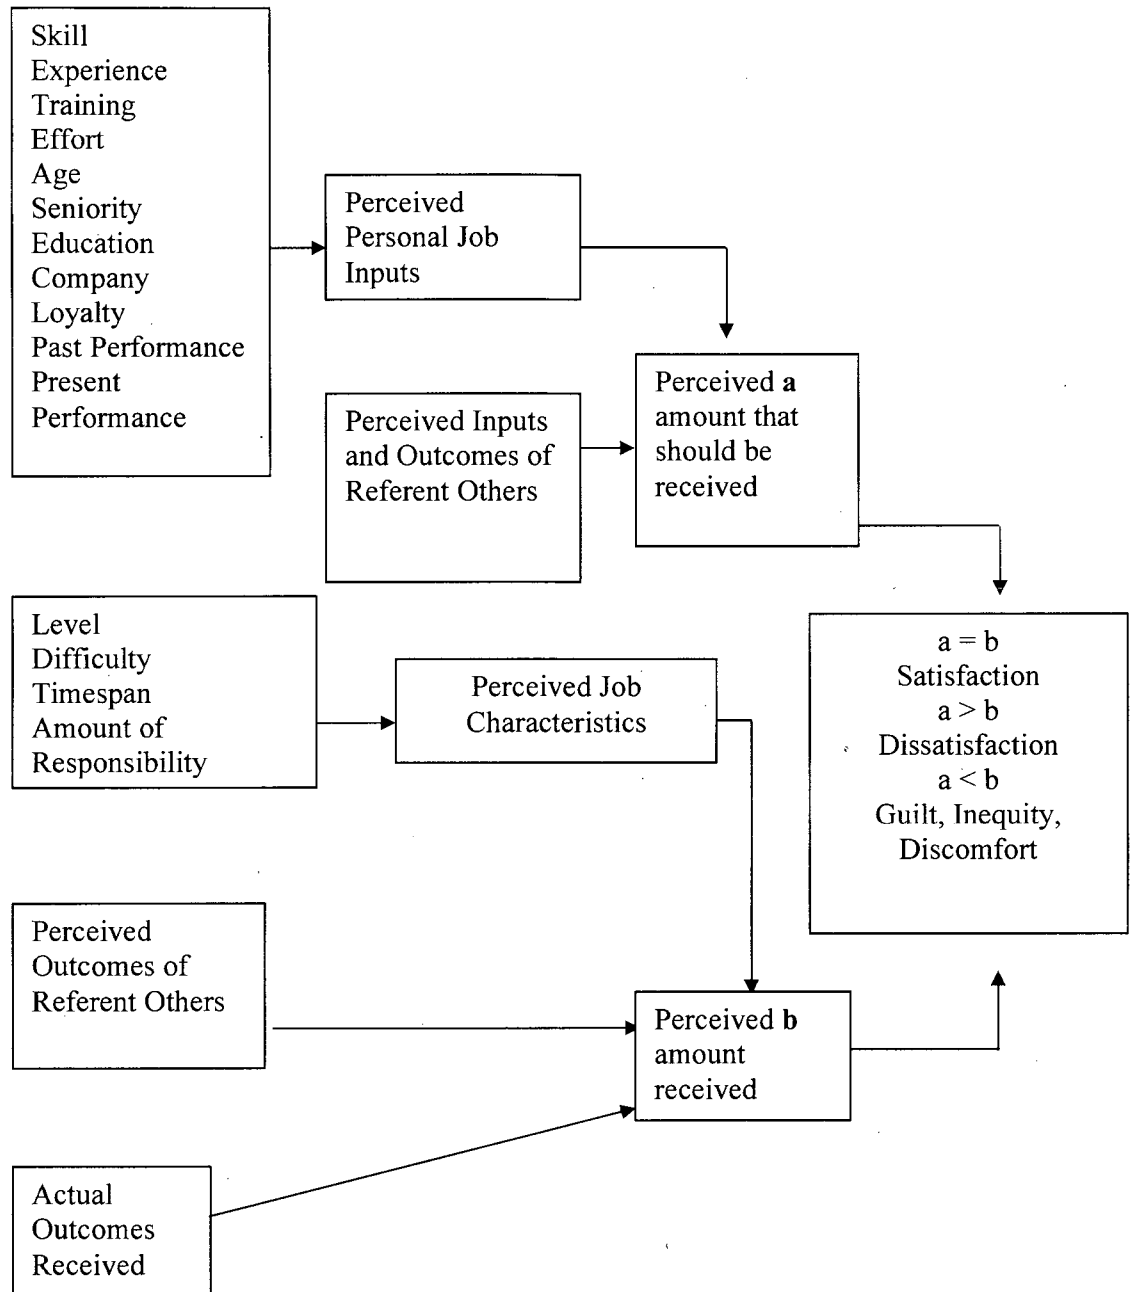 Skill
Experience
Training
Effort
Age
Seniority
Education
Company
Loyalty
Past Performance
Present
Performance
Perceived
Personal Job
Inputs
Perceived Inputs
and Outcomes of
Referent Others
Perceived a
amount that
should be
received
Level
Difficulty
Timespan
Amount of
Responsibility
Perceived Job
Characteristics
a = b
Satisfaction
a > b
Dissatisfaction
a < b
Guilt, Inequity,
Discomfort
Perceived
Outcomes of
Referent Others
Perceived b
amount
received
Actual
Outcomes
Received